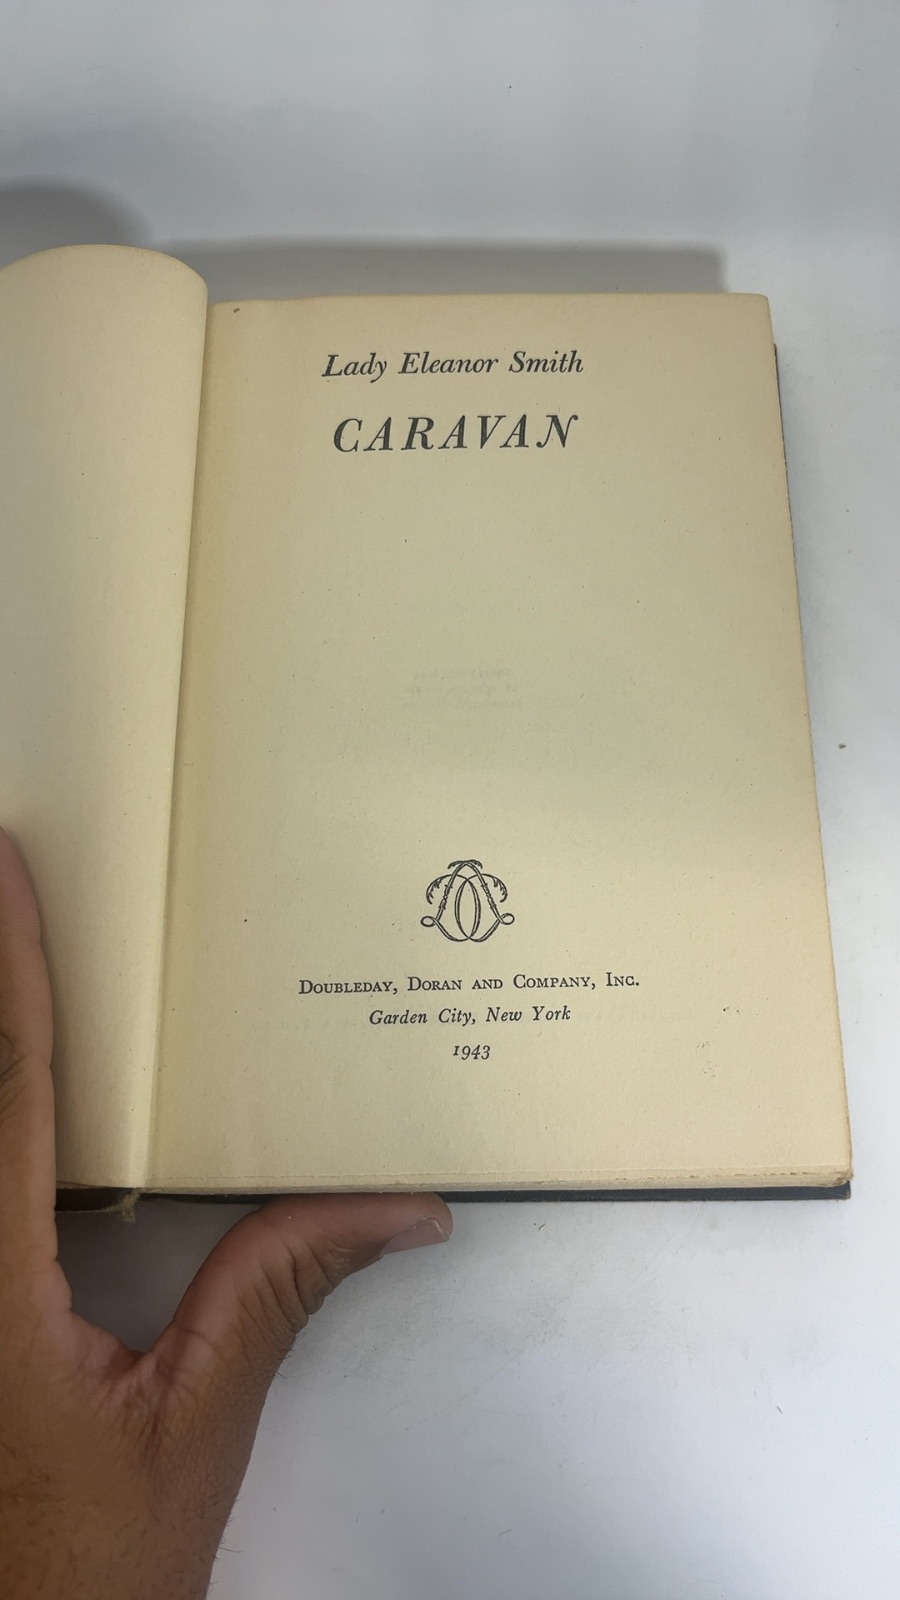 Lady Eleanor Smith
CARAVAN
Doubleday, Doran and Company, Inc.
Garden City, New York
1943